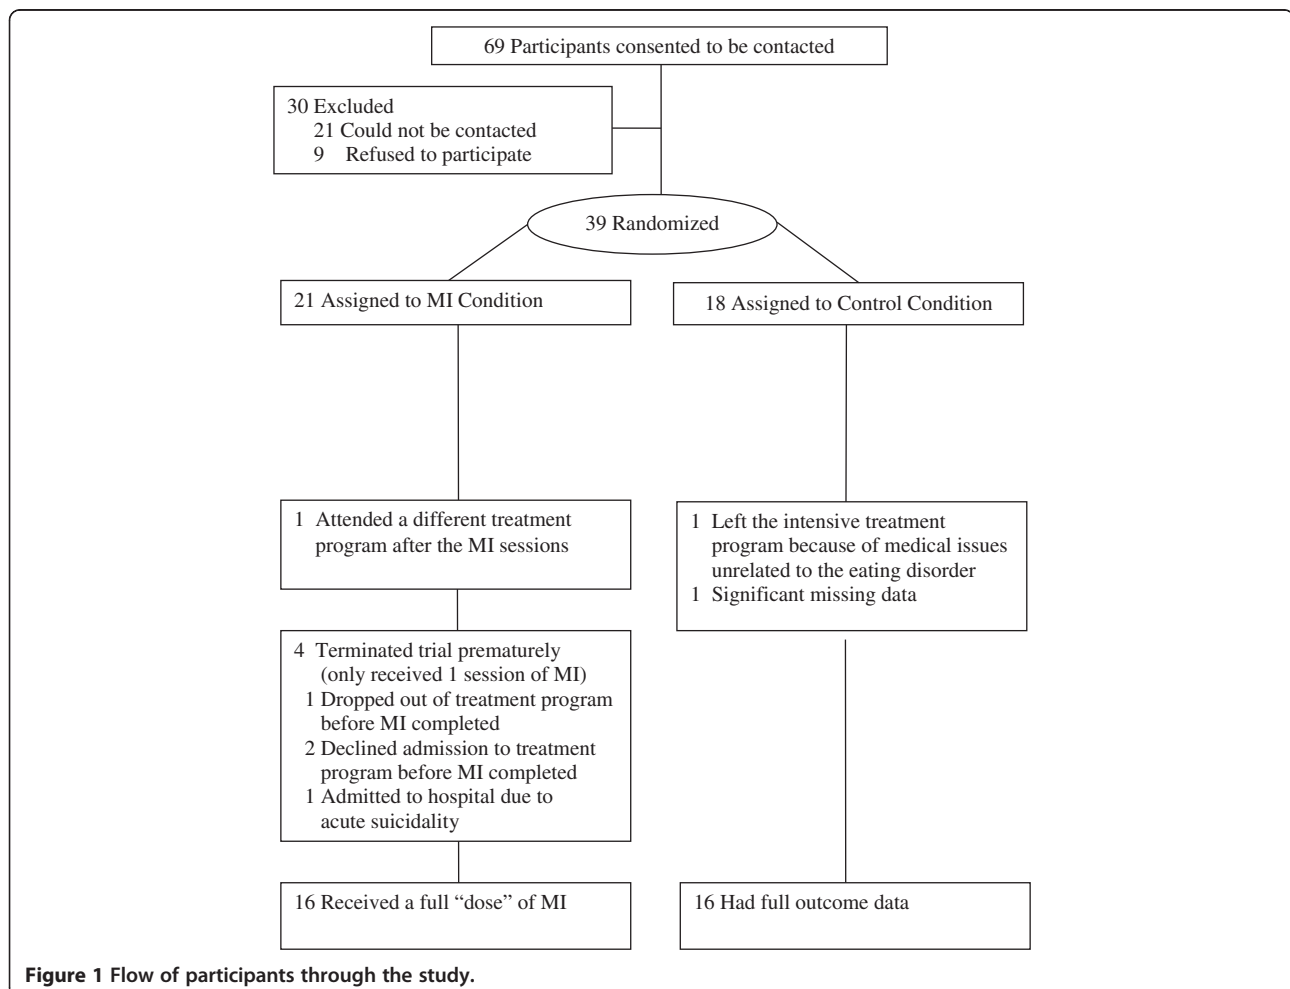 69 Participants consented to be contacted
30 Excluded
21 Could not be contacted
9 Refused to participate
39 Randomized
21 Assigned to MI Condition
18 Assigned to Control Condition
1 Attended a different treatment
program after the MI sessions
1 Left the intensive treatment
program because of medical issues
unrelated to the eating disorder
1 Significant missing data
4 Terminated trial prematurely
(only received 1 session of MI)
1 Dropped out of treatment program
before MI completed
2 Declined admission to treatment
program before MI completed
1 Admitted to hospital due to
acute suicidality
16 Received a full “dose” of MI
16 Had full outcome data
Figure 1 Flow of participants through the study.